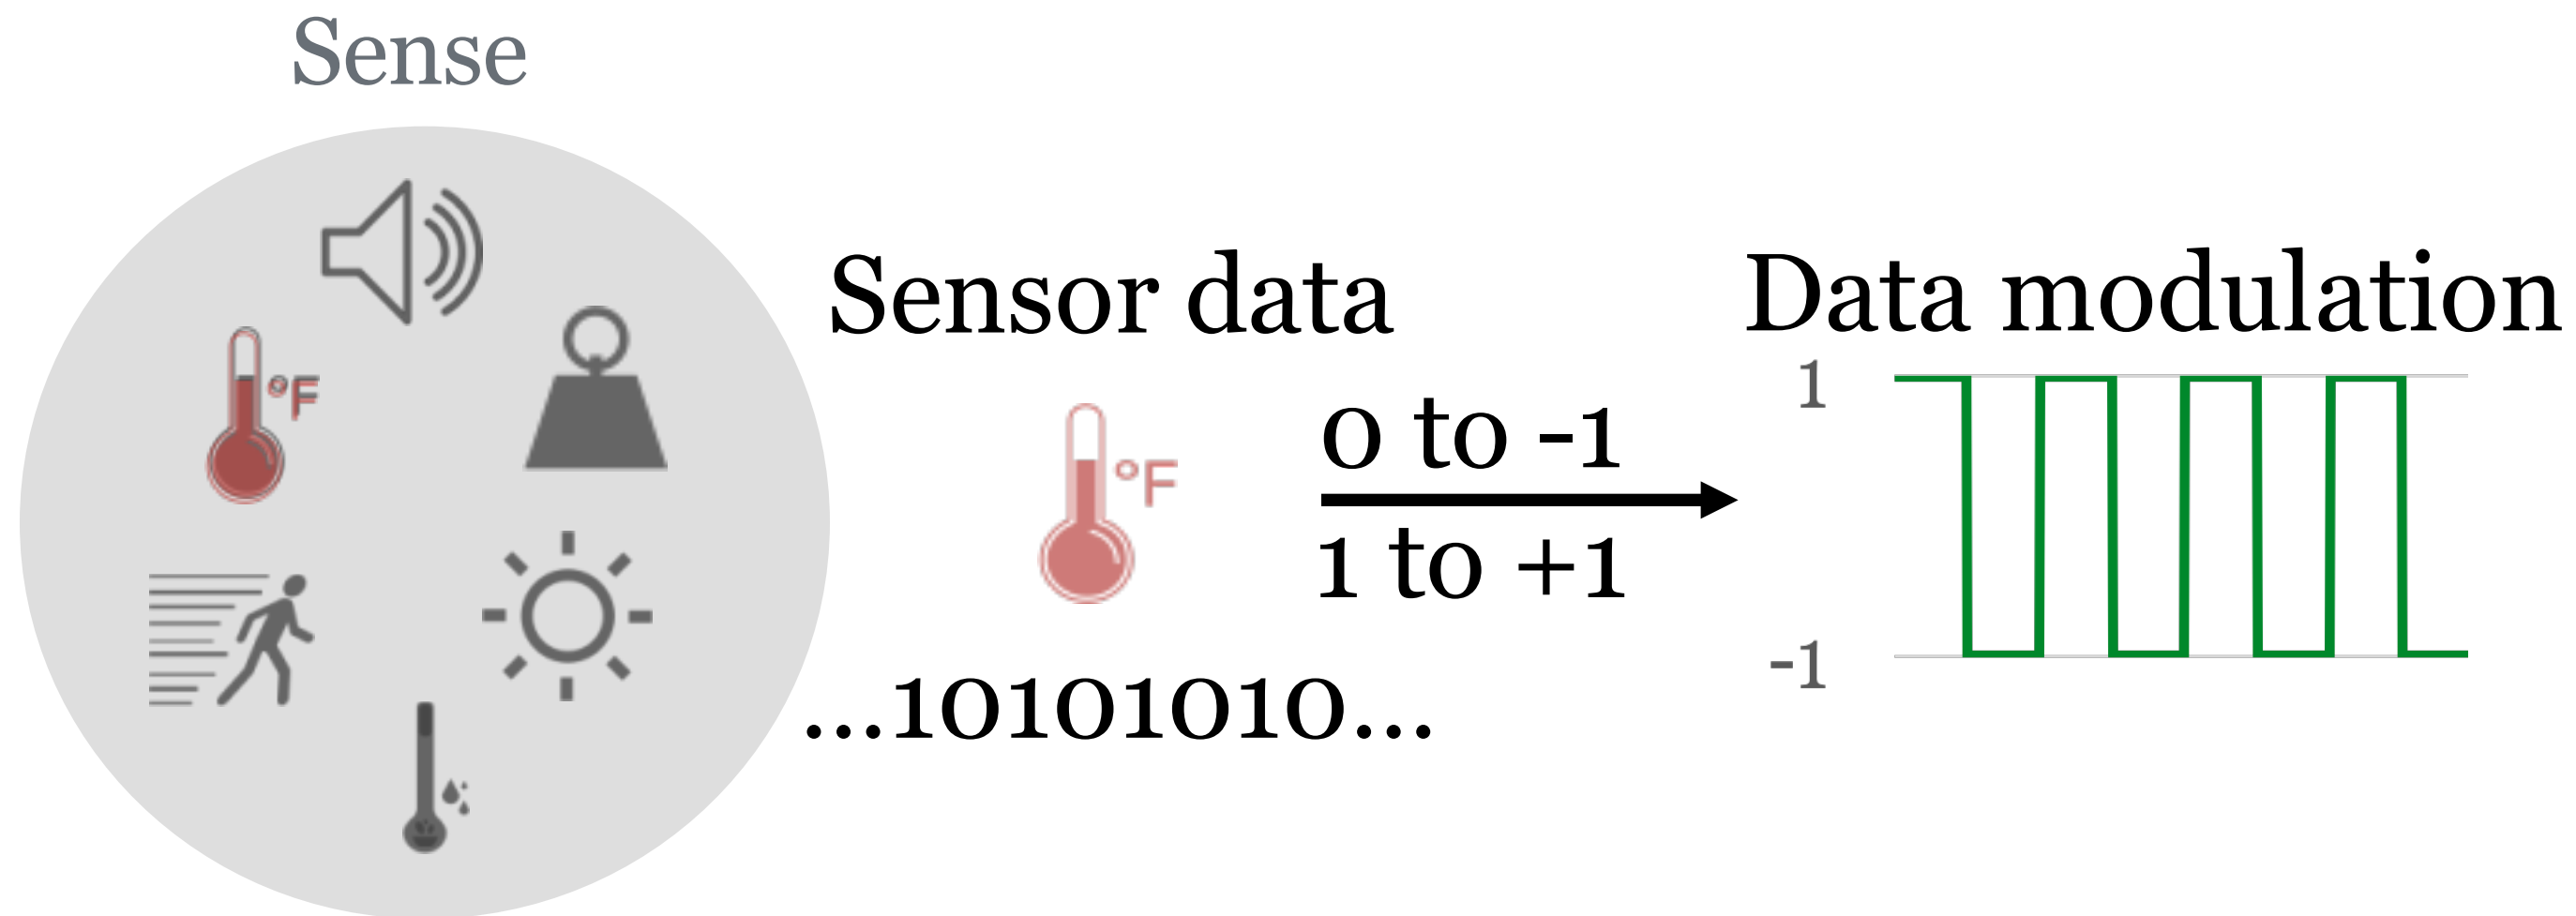 Sense
°F
Sensor data
°F
...10101010...
0 to -1
1 to +1
Data modulation
1
-1